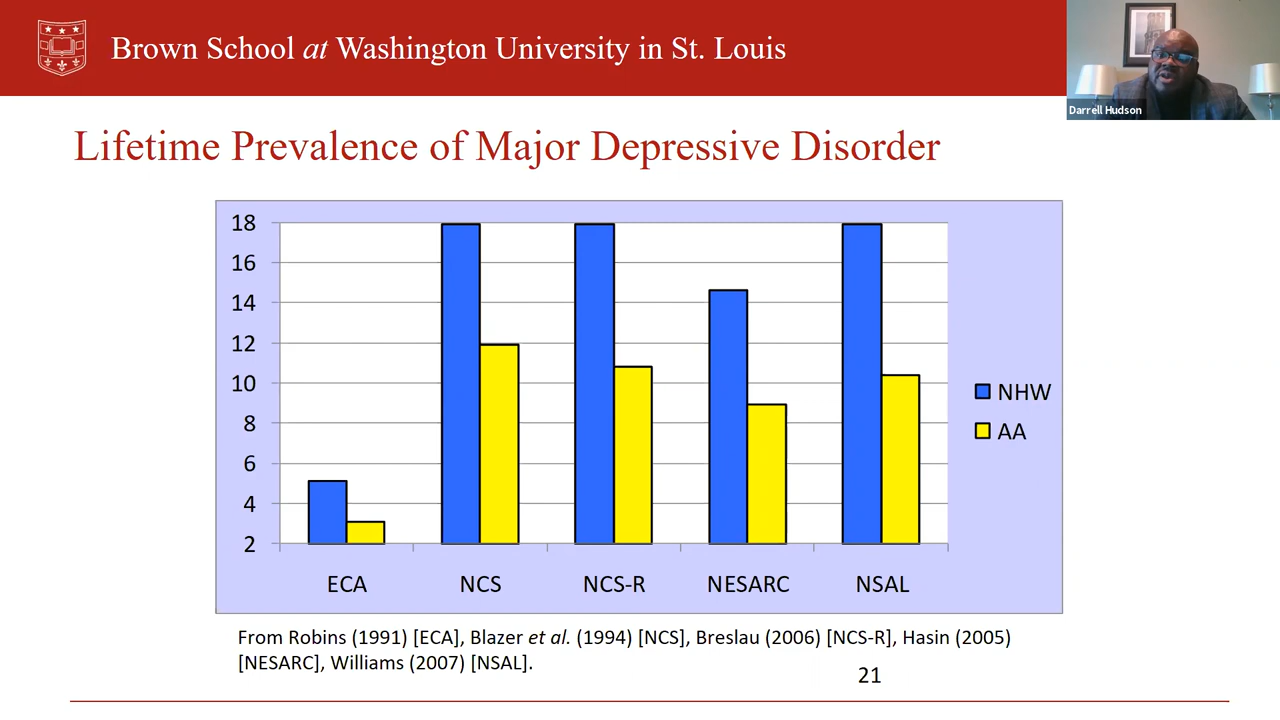 Brown School at Washington University in St. Louis
Darrell Hudson
Lifetime Prevalence of Major Depressive Disorder
18
16
14
12
10
8
6
4
2
ECA NCS NCS-R NESARC NSAL
NHW
AA
From Robins (1991) [ECA], Blazer et al. (1994) [NCS], Breslau (2006) [NCS-R], Hasin (2005)
[NESARC], Williams (2007) [NSAL].
21